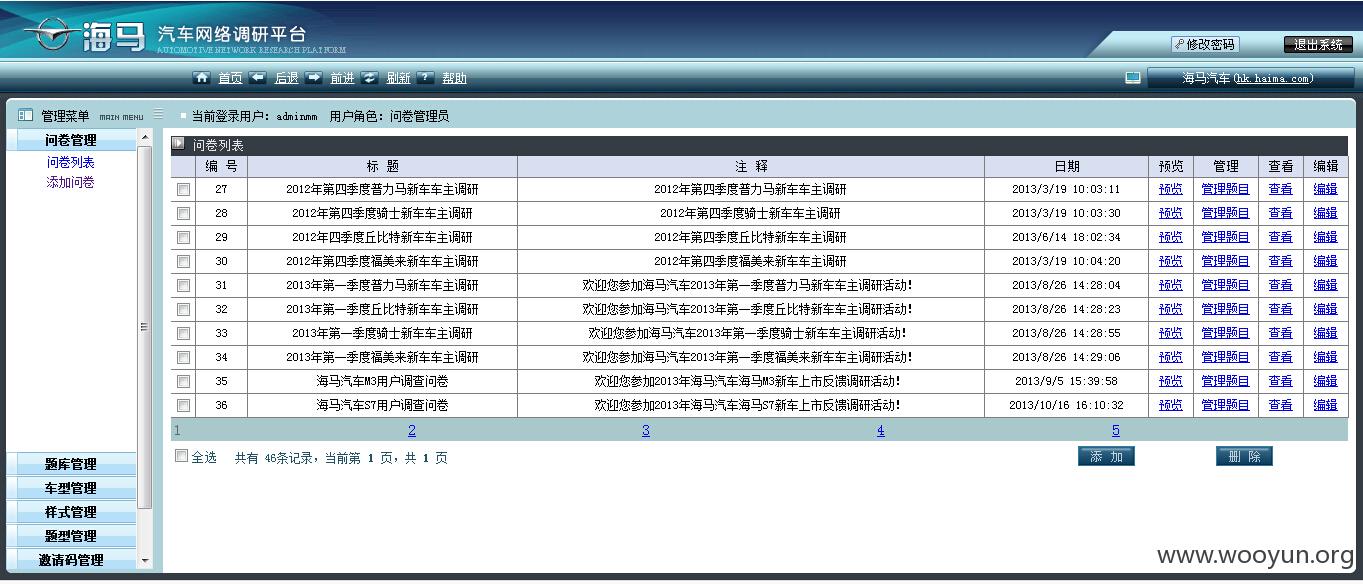 海马 汽车网络调研平台
AUTOMOTIVE NETWORK RESEARCH PLATFORM
修改密码 退出系统
首页 后退 前进 刷新 ? 帮助 海马汽车(hk.haima.com)
管理菜单 MAIN MENU 当前登录用户: adminmm 用户角色: 问卷管理员
问卷管理
问卷列表
添加问卷
题库管理
车型管理
样式管理
题型管理
邀请码管理
问卷列表
编 号 标 题 注 释 日期 预览 管理 查看 编辑
27 2012年第四季度普力马新车车主调研 2012年第四季度普力马新车车主调研 2013/3/19 10:03:11 预览 管理题目 查看 编辑
28 2012年第四季度骑士新车车主调研 2012年第四季度骑士新车车主调研 2013/3/19 10:03:30 预览 管理题目 查看 编辑
29 2012年四季度丘比特新车车主调研 2012年第四季度丘比特新车车主调研 2013/6/14 18:02:34 预览 管理题目 查看 编辑
30 2012年第四季度福美来新车车主调研 2012年第四季度福美来新车车主调研 2013/3/19 10:04:20 预览 管理题目 查看 编辑
31 2013年第一季度普力马新车车主调研 欢迎您参加海马汽车2013年第一季度普力马新车车主调研活动! 2013/8/26 14:28:04 预览 管理题目 查看 编辑
32 2013年第一季度丘比特新车车主调研 欢迎您参加海马汽车2013年第一季度丘比特新车车主调研活动! 2013/8/26 14:28:23 预览 管理题目 查看 编辑
33 2013年第一季度骑士新车车主调研 欢迎您参加海马汽车2013年第一季度骑士新车车主调研活动! 2013/8/26 14:28:55 预览 管理题目 查看 编辑
34 2013年第一季度福美来新车车主调研 欢迎您参加海马汽车2013年第一季度福美来新车车主调研活动! 2013/8/26 14:29:06 预览 管理题目 查看 编辑
35 海马汽车M3用户调查问卷 欢迎您参加2013年海马汽车海马M3新车上市反馈调研活动! 2013/9/5 15:39:58 预览 管理题目 查看 编辑
36 海马汽车S7用户调查问卷 欢迎您参加2013年海马汽车海马S7新车上市反馈调研活动! 2013/10/16 16:10:32 预览 管理题目 查看 编辑
1 2 3 4 5
全选 共有 46条记录, 当前第 1 页, 共 1 页 添 加 删 除
www.wooyun.org